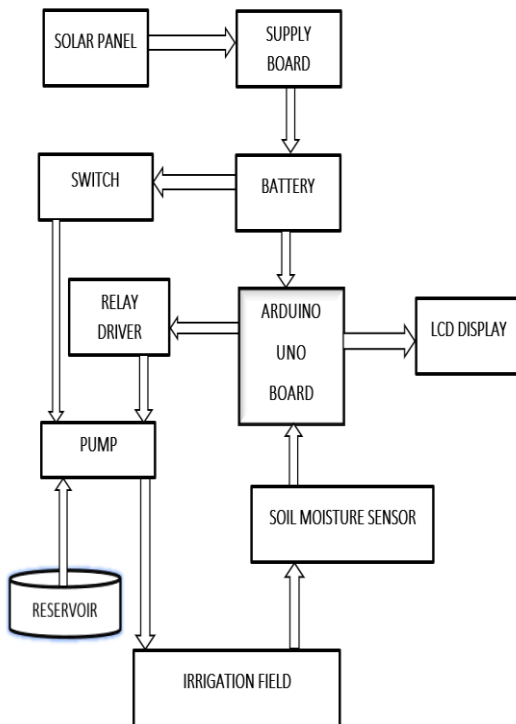 SOLAR PANEL
SUPPLY
BOARD
SWITCH
BATTERY
RELAY
DRIVER
ARDUINO
UNO
BOARD
LCD DISPLAY
PUMP
SOIL MOISTURE SENSOR
RESERVOIR
IRRIGATION FIELD